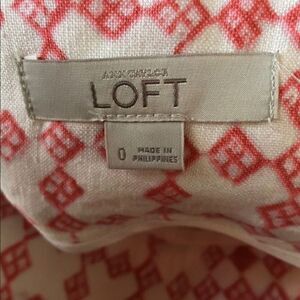 ANN TAYLOR
LOFT
0
MADE IN
PHILIPPINES